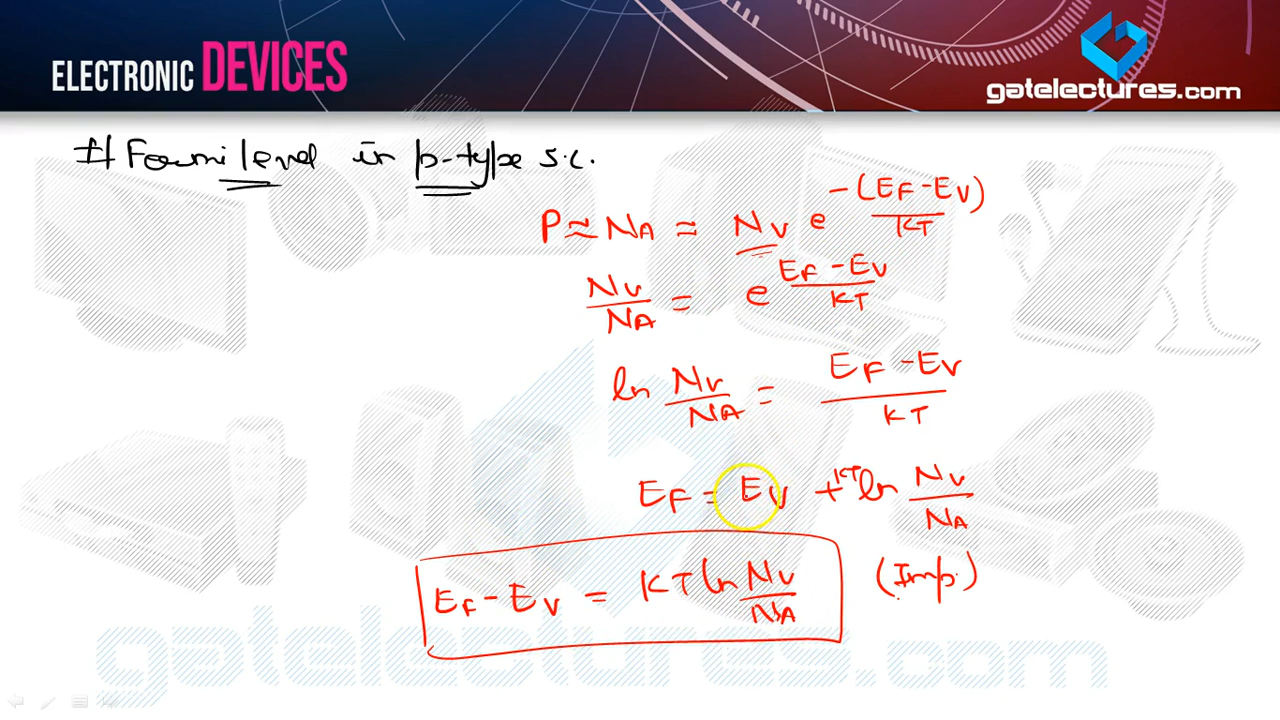 ELECTRONIC DEVICES
gatelectures.com
# Fermi level in p-type s.c.
P ≈ NA ≈ NV e^(-(EF - EV)/KT)
NV/NA = e^((EF - EV)/KT)
ln NV/NA = (EF - EV)/KT
EF = EV + KT ln NV/NA
EF - EV = KT ln NV/NA (Imp.)
gatelectures.com